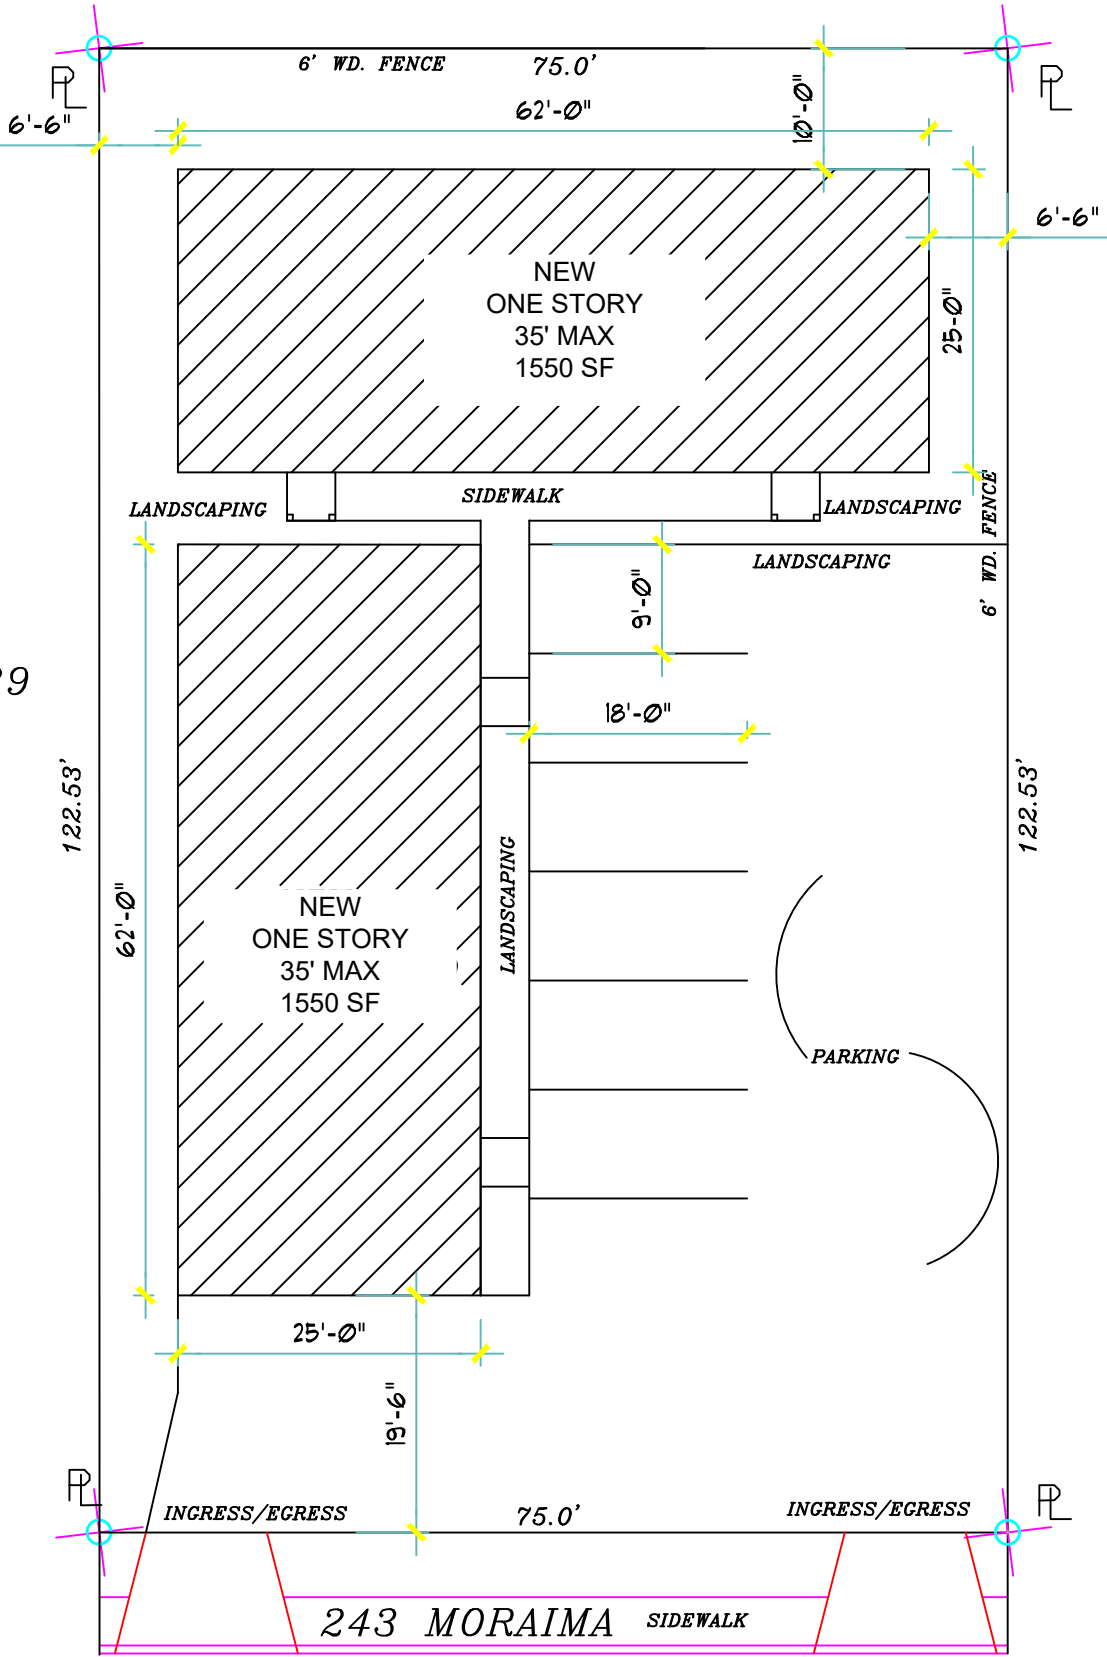 6' WD. FENCE
75.0'
PL
PL
6'-6"
62'-0"
10'-0"
6'-6"
NEW
ONE STORY
35' MAX
1550 SF
25'-0"
LANDSCAPING
SIDEWALK
LANDSCAPING
6' WD. FENCE
LANDSCAPING
9'-0"
18'-0"
122.53'
122.53'
LANDSCAPING
62'-0"
NEW
ONE STORY
35' MAX
1550 SF
PARKING
25'-0"
19'-6"
PL
PL
INGRESS/EGRESS
75.0'
INGRESS/EGRESS
243 MORAIMA
SIDEWALK